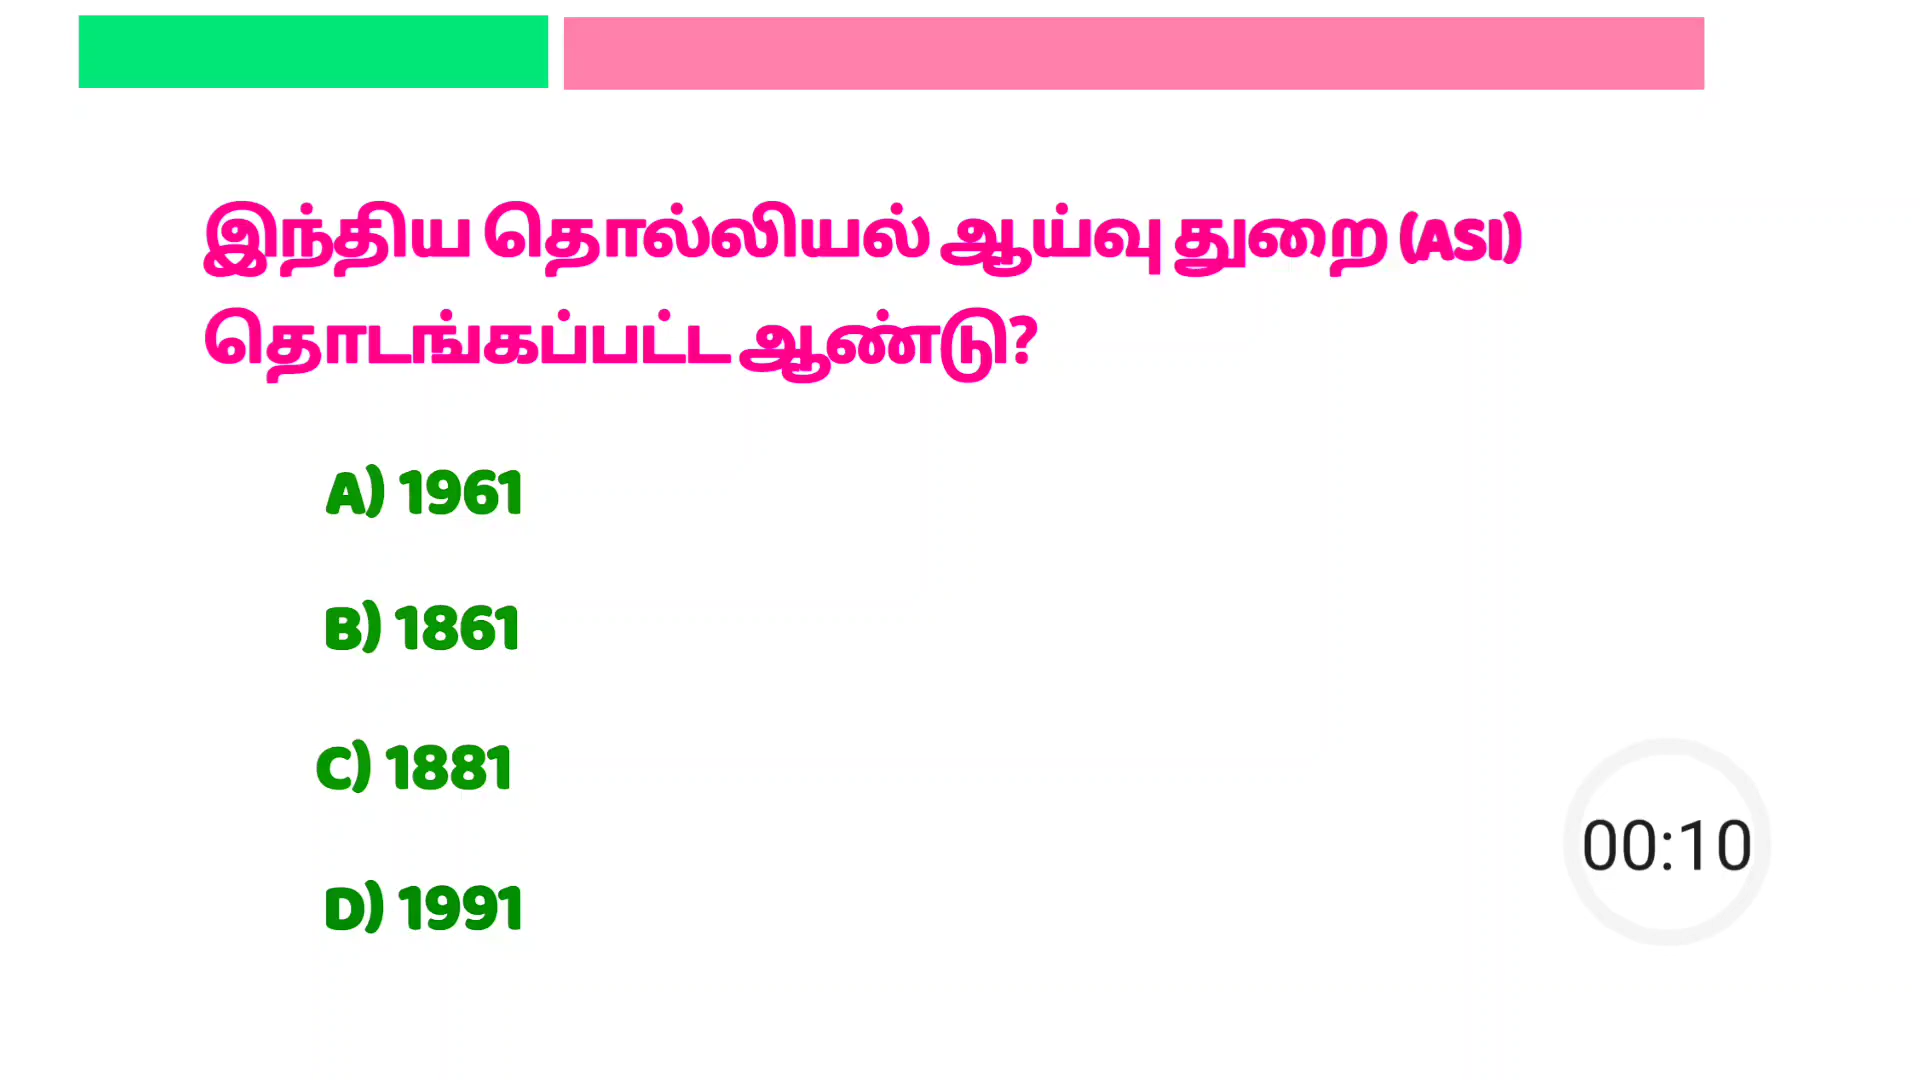 இந்திய தொல்லியல் ஆய்வு துறை (ASI)
தொடங்கப்பட்ட ஆண்டு?
A) 1961
B) 1861
C) 1881
D) 1991
00:10